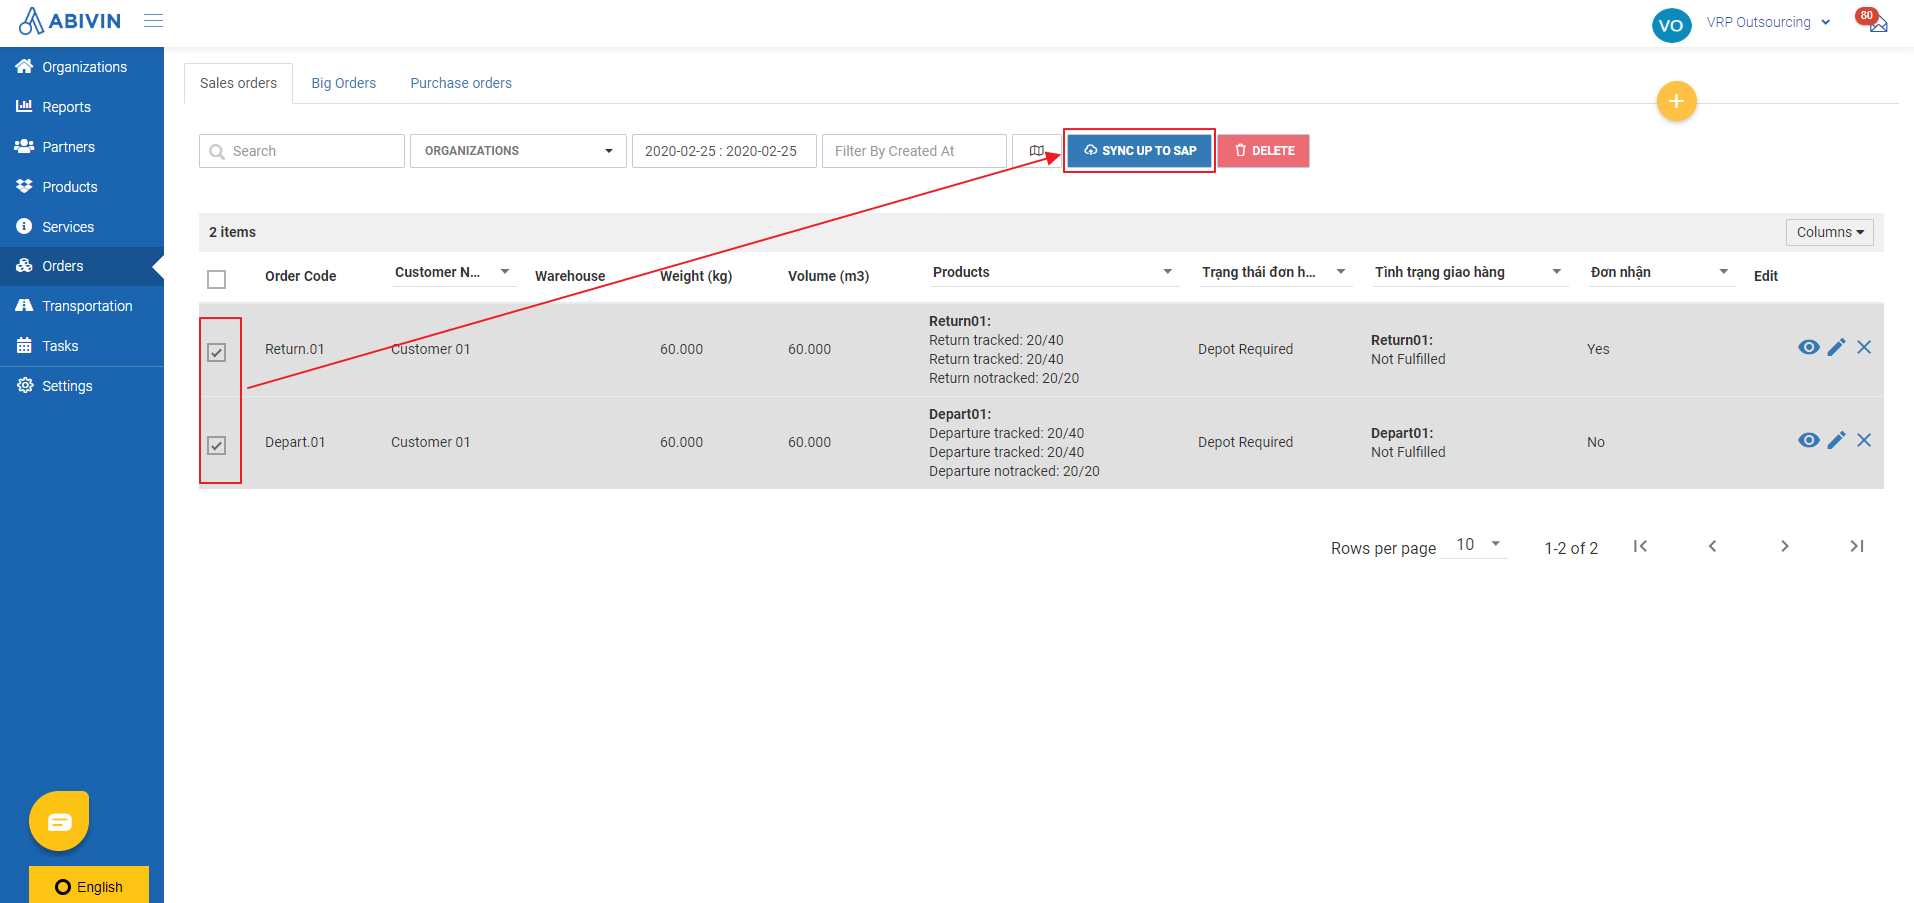 ABIVIN
VO
VRP Outsourcing
80
Organizations
Reports
Partners
Products
Services
Orders
Transportation
Tasks
Settings
English
Sales orders
Big Orders
Purchase orders
+
Search
ORGANIZATIONS
2020-02-25 : 2020-02-25
Filter By Created At
SYNC UP TO SAP
DELETE
2 items
Columns
Order Code
Customer N...
Warehouse
Weight (kg)
Volume (m3)
Products
Trạng thái đơn h...
Tình trạng giao hàng
Đơn nhận
Edit
Return.01
Customer 01
60.000
60.000
Return01:
Return tracked: 20/40
Return tracked: 20/40
Return notracked: 20/20
Depot Required
Return01:
Not Fulfilled
Yes
Depart.01
Customer 01
60.000
60.000
Depart01:
Departure tracked: 20/40
Departure tracked: 20/40
Departure notracked: 20/20
Depot Required
Depart01:
Not Fulfilled
No
Rows per page
10
1-2 of 2